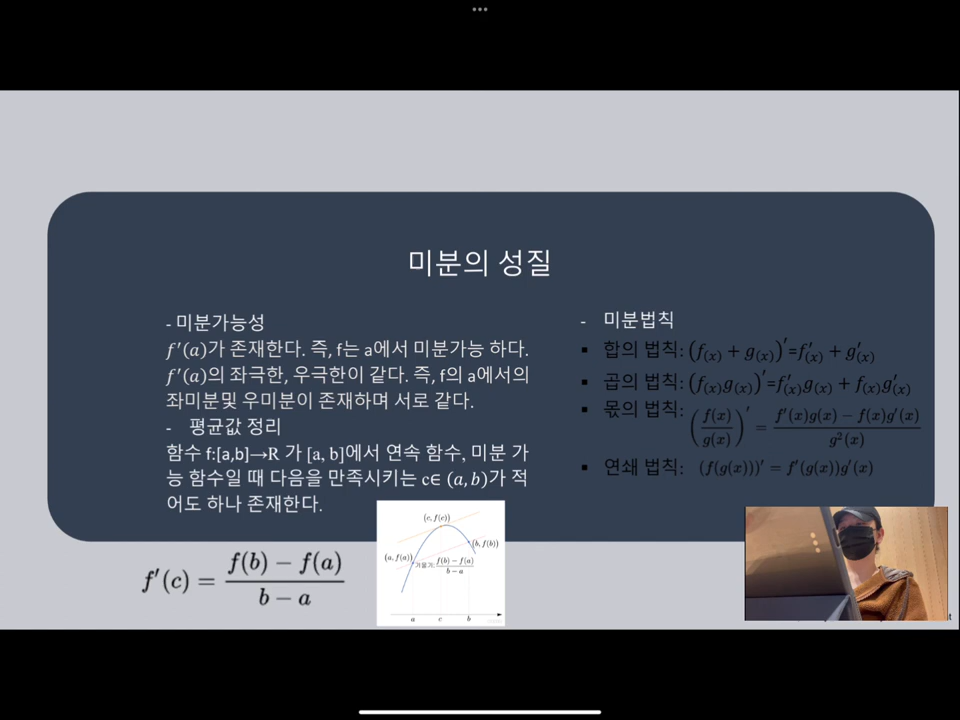 미분의 성질
- 미분가능성
f′(a)가 존재한다. 즉, f는 a에서 미분가능 하다.
f′(a)의 좌극한, 우극한이 같다. 즉, f의 a에서의
좌미분및 우미분이 존재하며 서로 같다.
- 평균값 정리
함수 f:[a,b]→R 가 [a, b]에서 연속 함수, 미분 가
능 함수일 때 다음을 만족시키는 c∈ (a, b)가 적
어도 하나 존재한다.
f′(c) = (f(b) − f(a))/(b − a)
(c, f(c))
(a, f(a))
(b, f(b))
기울기: (f(b) − f(a))/(b − a)
a c b
- 미분법칙
▪ 합의 법칙: (f(x) + g(x))′=f′(x) + g′(x)
▪ 곱의 법칙: (f(x)g(x))′=f′(x)g(x) + f(x)g′(x)
▪ 몫의 법칙: (f(x)/g(x))′ = (f′(x)g(x) − f(x)g′(x))/g²(x)
▪ 연쇄 법칙: (f(g(x)))′ = f′(g(x))g′(x)